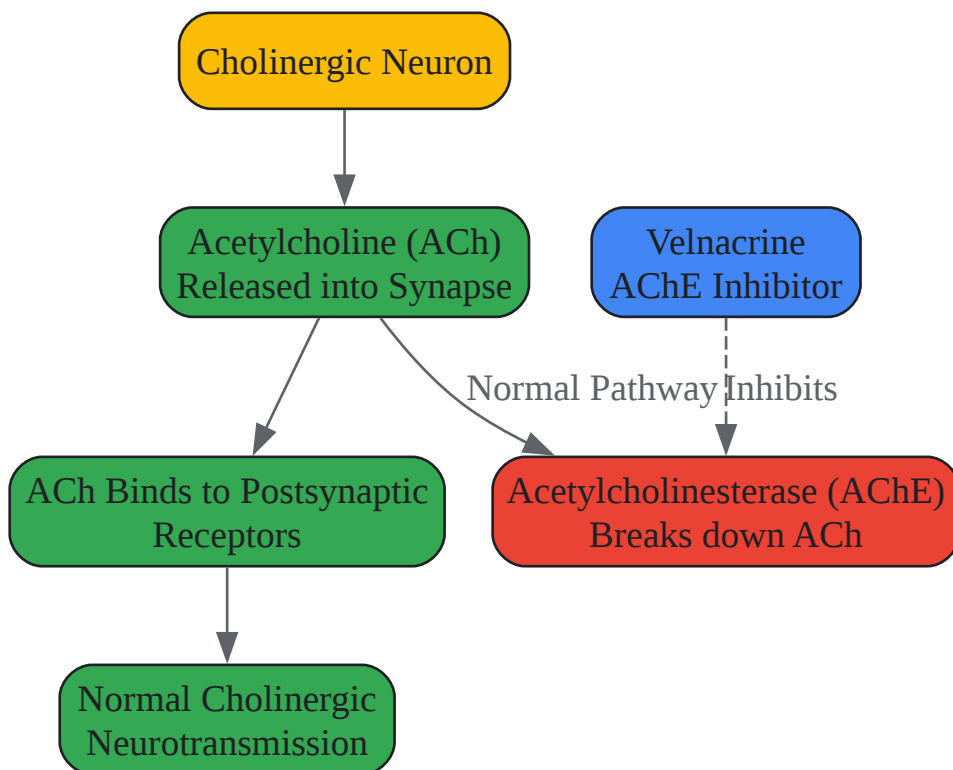 Cholinergic Neuron
Acetylcholine (ACh)
Released into Synapse
Velnacrine
AChE Inhibitor
Normal Pathway
Inhibits
ACh Binds to Postsynaptic
Receptors
Acetylcholinesterase (AChE)
Breaks down ACh
Normal Cholinergic
Neurotransmission